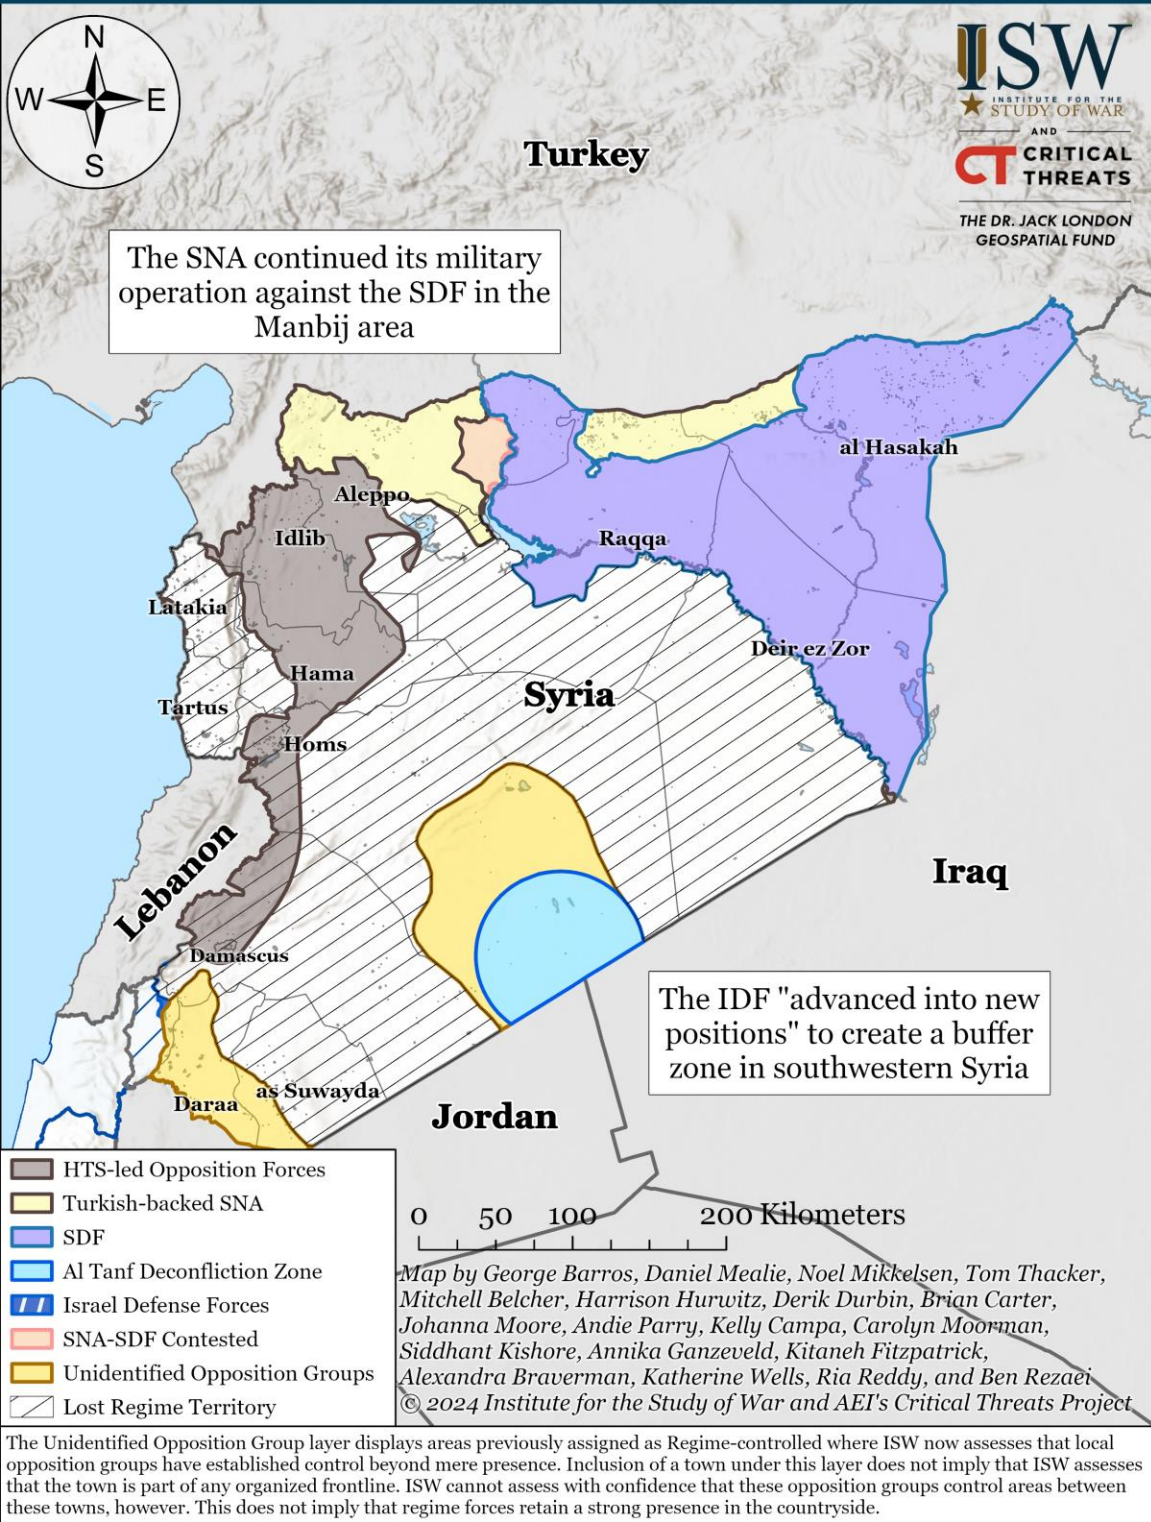 N
W
E
S
ISW
INSTITUTE FOR THE
STUDY OF WAR
AND
CT CRITICAL
THREATS
THE DR. JACK LONDON
GEOSPATIAL FUND
Turkey
The SNA continued its military
operation against the SDF in the
Manbij area
al Hasakah
Aleppo
Idlib
Raqqa
Latakia
Deir ez Zor
Hama
Syria
Tartus
Homs
Lebanon
Iraq
Damascus
The IDF "advanced into new
positions" to create a buffer
zone in southwestern Syria
as Suwayda
Daraa
Jordan
HTS-led Opposition Forces
Turkish-backed SNA
SDF
Al Tanf Deconfliction Zone
Israel Defense Forces
SNA-SDF Contested
Unidentified Opposition Groups
Lost Regime Territory
0 50 100 200 Kilometers
Map by George Barros, Daniel Mealie, Noel Mikkelsen, Tom Thacker,
Mitchell Belcher, Harrison Hurwitz, Derik Durbin, Brian Carter,
Johanna Moore, Andie Parry, Kelly Campa, Carolyn Moorman,
Siddhant Kishore, Annika Ganzeveld, Kitaneh Fitzpatrick,
Alexandra Braverman, Katherine Wells, Ria Reddy, and Ben Rezaei
© 2024 Institute for the Study of War and AEI's Critical Threats Project
The Unidentified Opposition Group layer displays areas previously assigned as Regime-controlled where ISW now assesses that local
opposition groups have established control beyond mere presence. Inclusion of a town under this layer does not imply that ISW assesses
that the town is part of any organized frontline. ISW cannot assess with confidence that these opposition groups control areas between
these towns, however. This does not imply that regime forces retain a strong presence in the countryside.